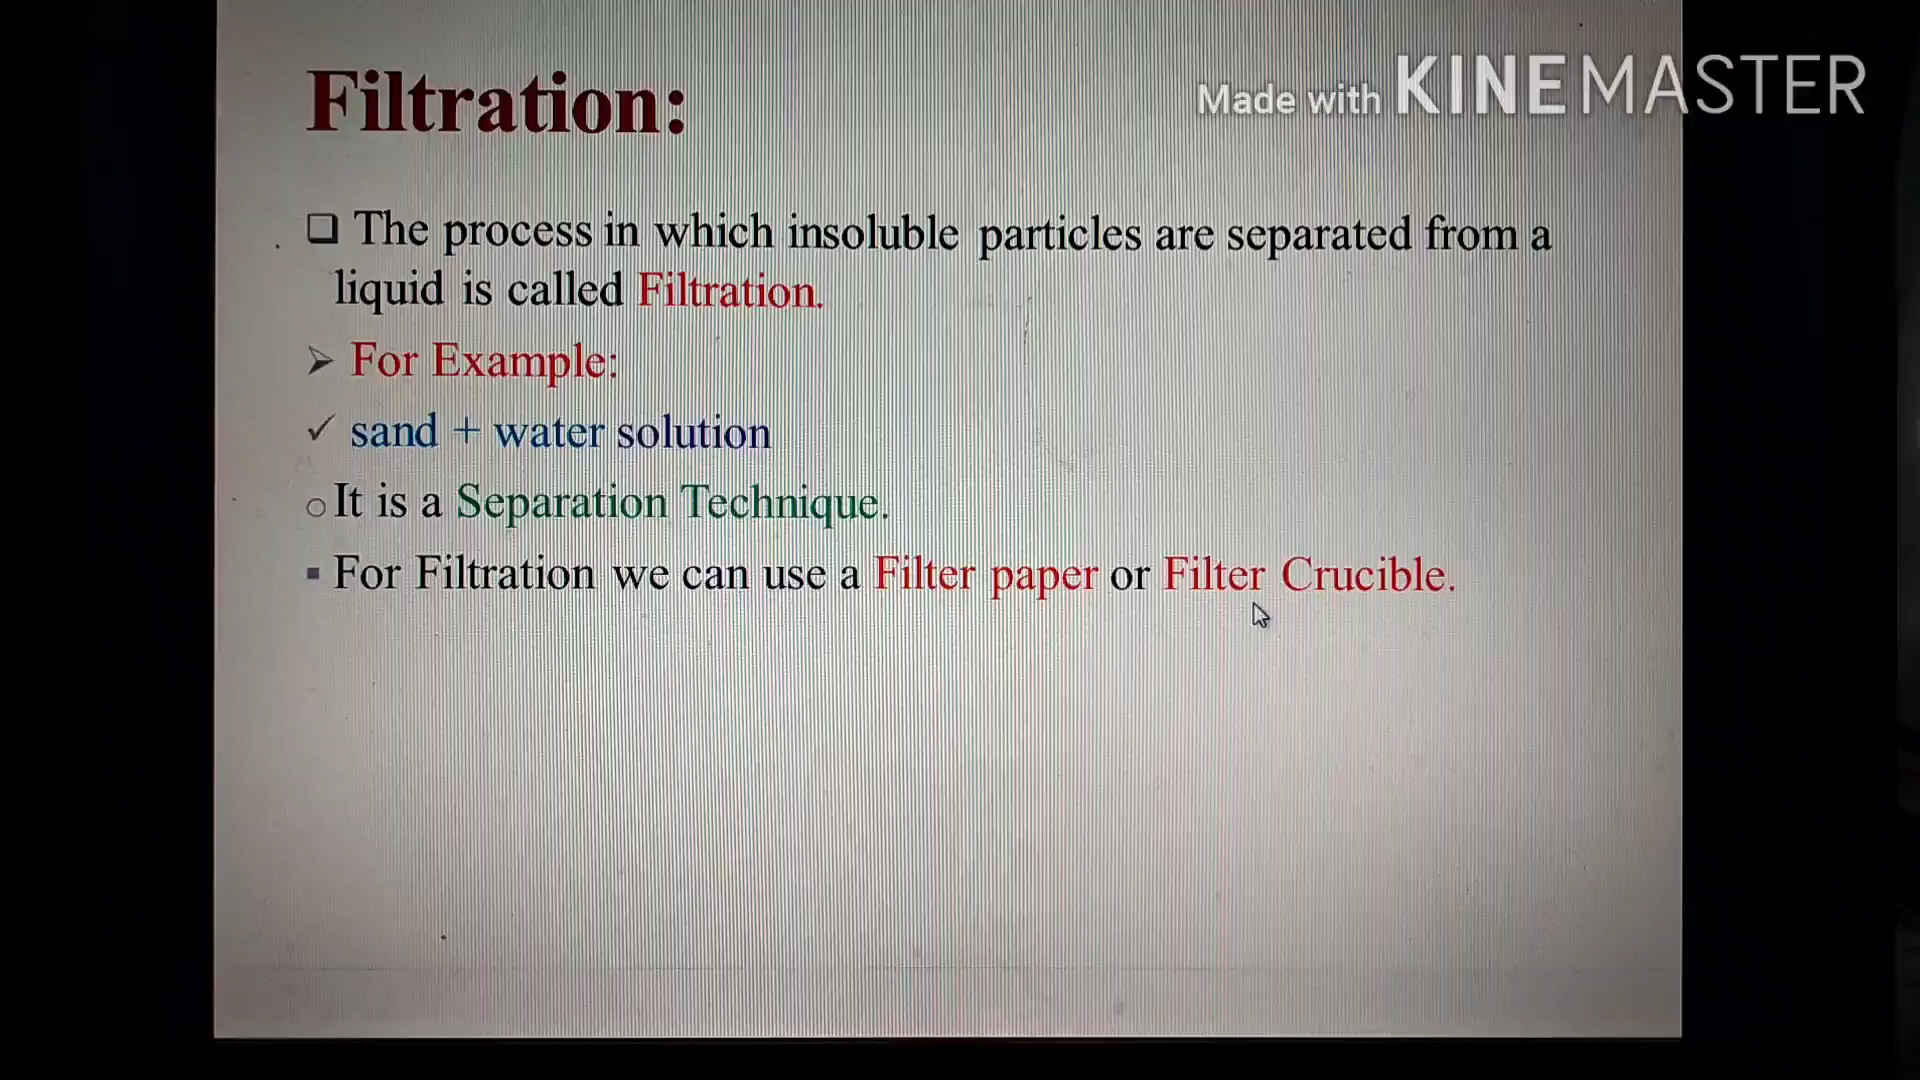 Filtration:
Made with KINEMASTER
The process in which insoluble particles are separated from a
liquid is called Filtration.
For Example:
sand + water solution
It is a Separation Technique.
For Filtration we can use a Filter paper or Filter Crucible.